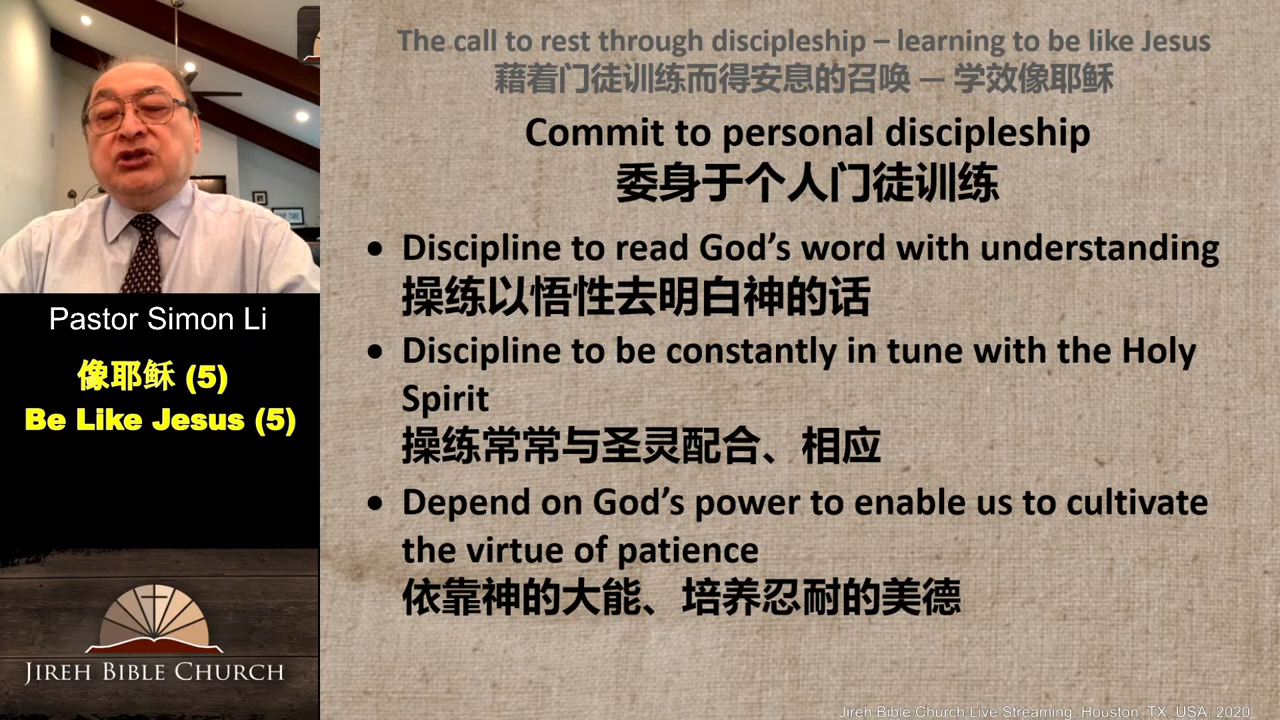 The call to rest through discipleship – learning to be like Jesus
藉着门徒训练而得安息的召唤 — 学效像耶稣
Commit to personal discipleship
委身于个人门徒训练
• Discipline to read God’s word with understanding
操练以悟性去明白神的话
• Discipline to be constantly in tune with the Holy
Spirit
操练常常与圣灵配合、相应
• Depend on God’s power to enable us to cultivate
the virtue of patience
依靠神的大能、培养忍耐的美德
Pastor Simon Li
像耶稣 (5)
Be Like Jesus (5)
JIREH BIBLE CHURCH
Jireh Bible Church Live Streaming, Houston, TX, USA, 2020